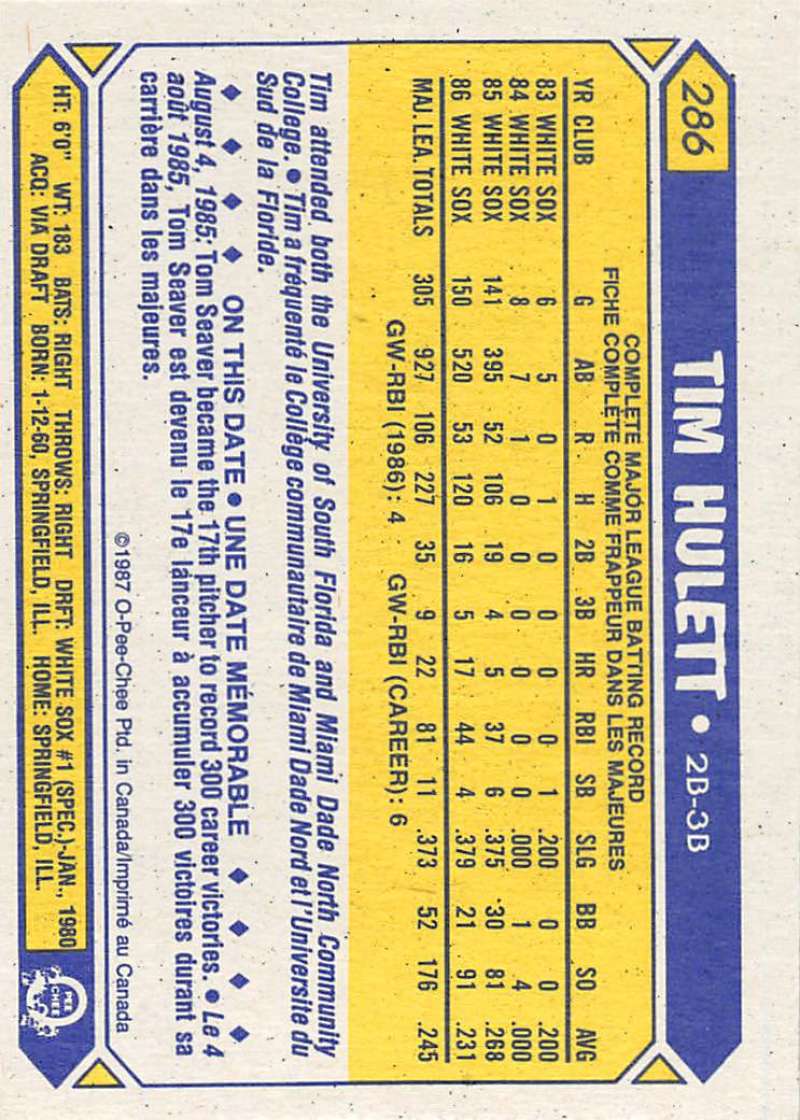 286 TIM HULETT • 2B-3B
COMPLETE MAJOR LEAGUE BATTING RECORD
FICHE COMPLÈTE COMME FRAPPEUR DANS LES MAJEURES
YR CLUB G AB R H 2B 3B HR RBI SB SLG BB SO AVG
83 WHITE SOX 6 5 0 1 0 0 0 0 1 .200 0 0 .200
84 WHITE SOX 8 7 1 0 0 0 0 0 0 .000 1 4 .000
85 WHITE SOX 141 395 52 106 19 4 5 37 6 .375 30 81 .268
86 WHITE SOX 150 520 53 120 16 5 17 44 4 .379 21 91 .231
MAJ. LEA. TOTALS 305 927 106 227 35 9 22 81 11 .373 52 176 .245
GW-RBI (1986): 4 GW-RBI (CAREER): 6
Tim attended both the University of South Florida and Miami Dade North Community
College. • Tim a fréquenté le Collège communautaire de Miami Dade Nord et l'Universite du
Sud de la Floride.
♦ ♦ ♦ ♦ ON THIS DATE • UNE DATE MÉMORABLE ♦ ♦ ♦ ♦
August 4, 1985: Tom Seaver became the 17th pitcher to record 300 career victories. • Le 4
août 1985, Tom Seaver est devenu le 17e lanceur à accumuler 300 victoires durant sa
carrière dans les majeures.
©1987 O-Pee-Chee Ptd. in Canada/Imprimé au Canada
HT: 6'0" WT: 183 BATS: RIGHT THROWS: RIGHT DRFT: WHITE SOX #1 (SPEC.)-JAN., 1980
ACQ: VIA DRAFT BORN: 1-12-60, SPRINGFIELD, ILL. HOME: SPRINGFIELD, ILL.
O
PEE
CHEE